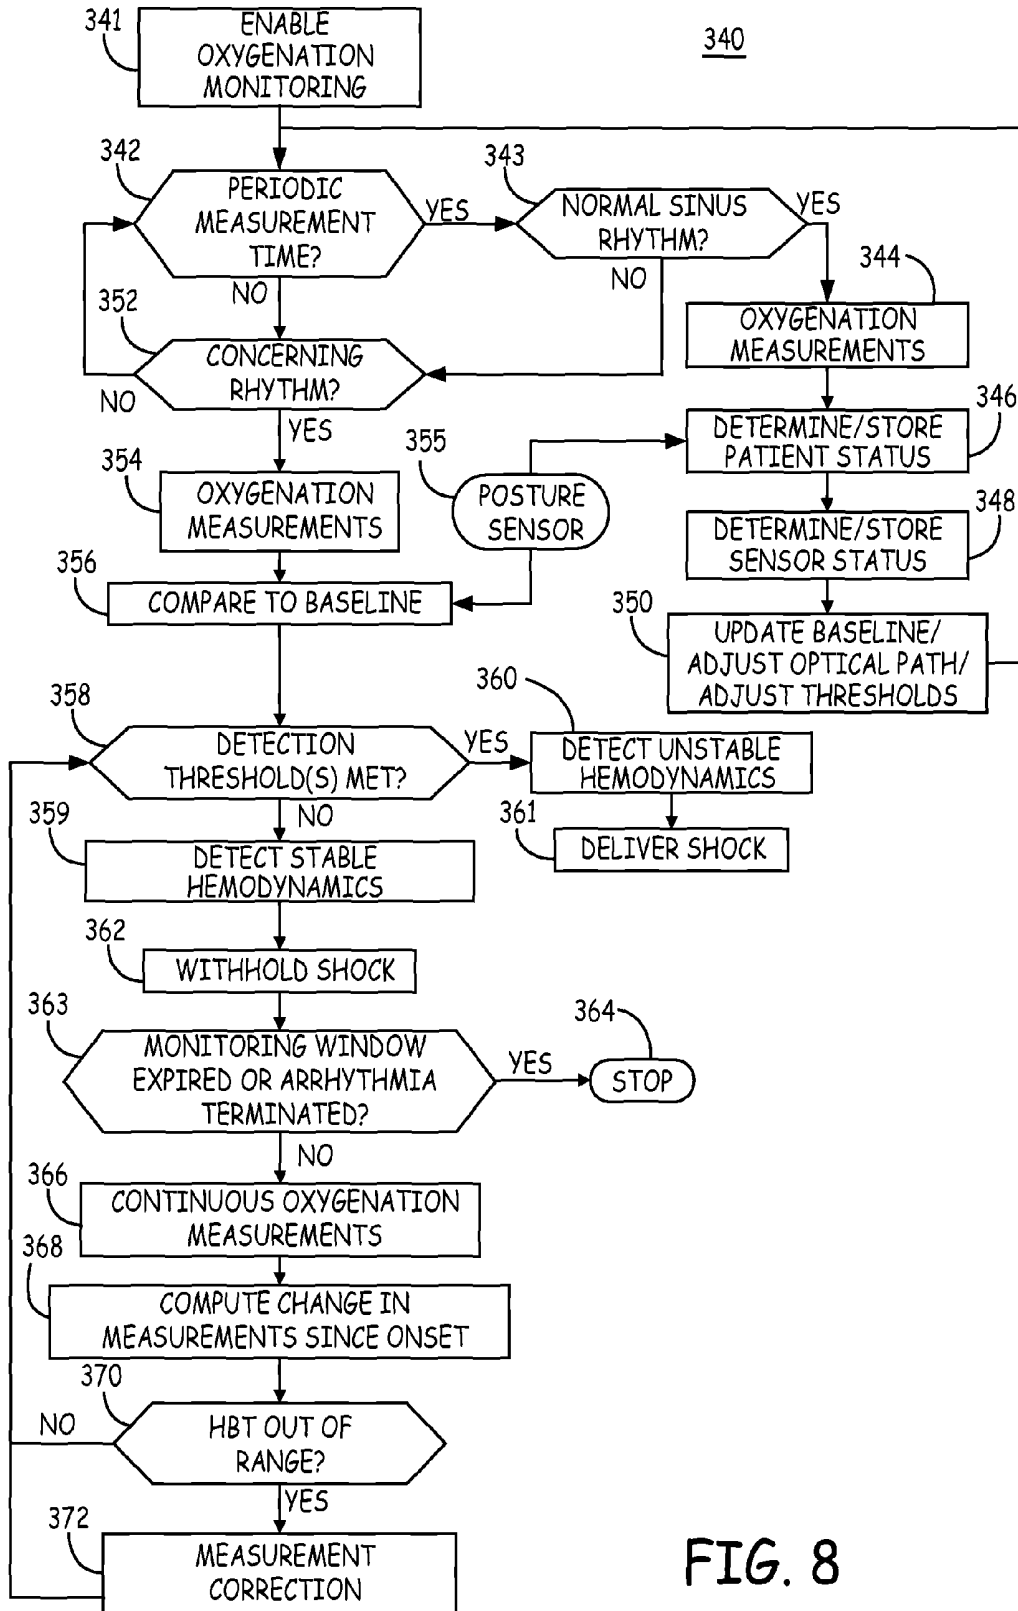 341
ENABLE
OXYGENATION
MONITORING
340
342
PERIODIC
MEASUREMENT
TIME?
YES
343
NORMAL SINUS
RHYTHM?
YES
NO
NO
344
OXYGENATION
MEASUREMENTS
352
CONCERNING
RHYTHM?
NO
YES
346
DETERMINE/STORE
PATIENT STATUS
354
OXYGENATION
MEASUREMENTS
355
POSTURE
SENSOR
348
DETERMINE/STORE
SENSOR STATUS
356
COMPARE TO BASELINE
350
UPDATE BASELINE/
ADJUST OPTICAL PATH/
ADJUST THRESHOLDS
358
DETECTION
THRESHOLD(S) MET?
YES
NO
360
DETECT UNSTABLE
HEMODYNAMICS
361
DELIVER SHOCK
359
DETECT STABLE
HEMODYNAMICS
362
WITHHOLD SHOCK
363
MONITORING WINDOW
EXPIRED OR ARRHYTHMIA
TERMINATED?
YES
364
STOP
NO
366
CONTINUOUS OXYGENATION
MEASUREMENTS
368
COMPUTE CHANGE IN
MEASUREMENTS SINCE ONSET
370
HBT OUT OF
RANGE?
NO
YES
372
MEASUREMENT
CORRECTION
FIG. 8